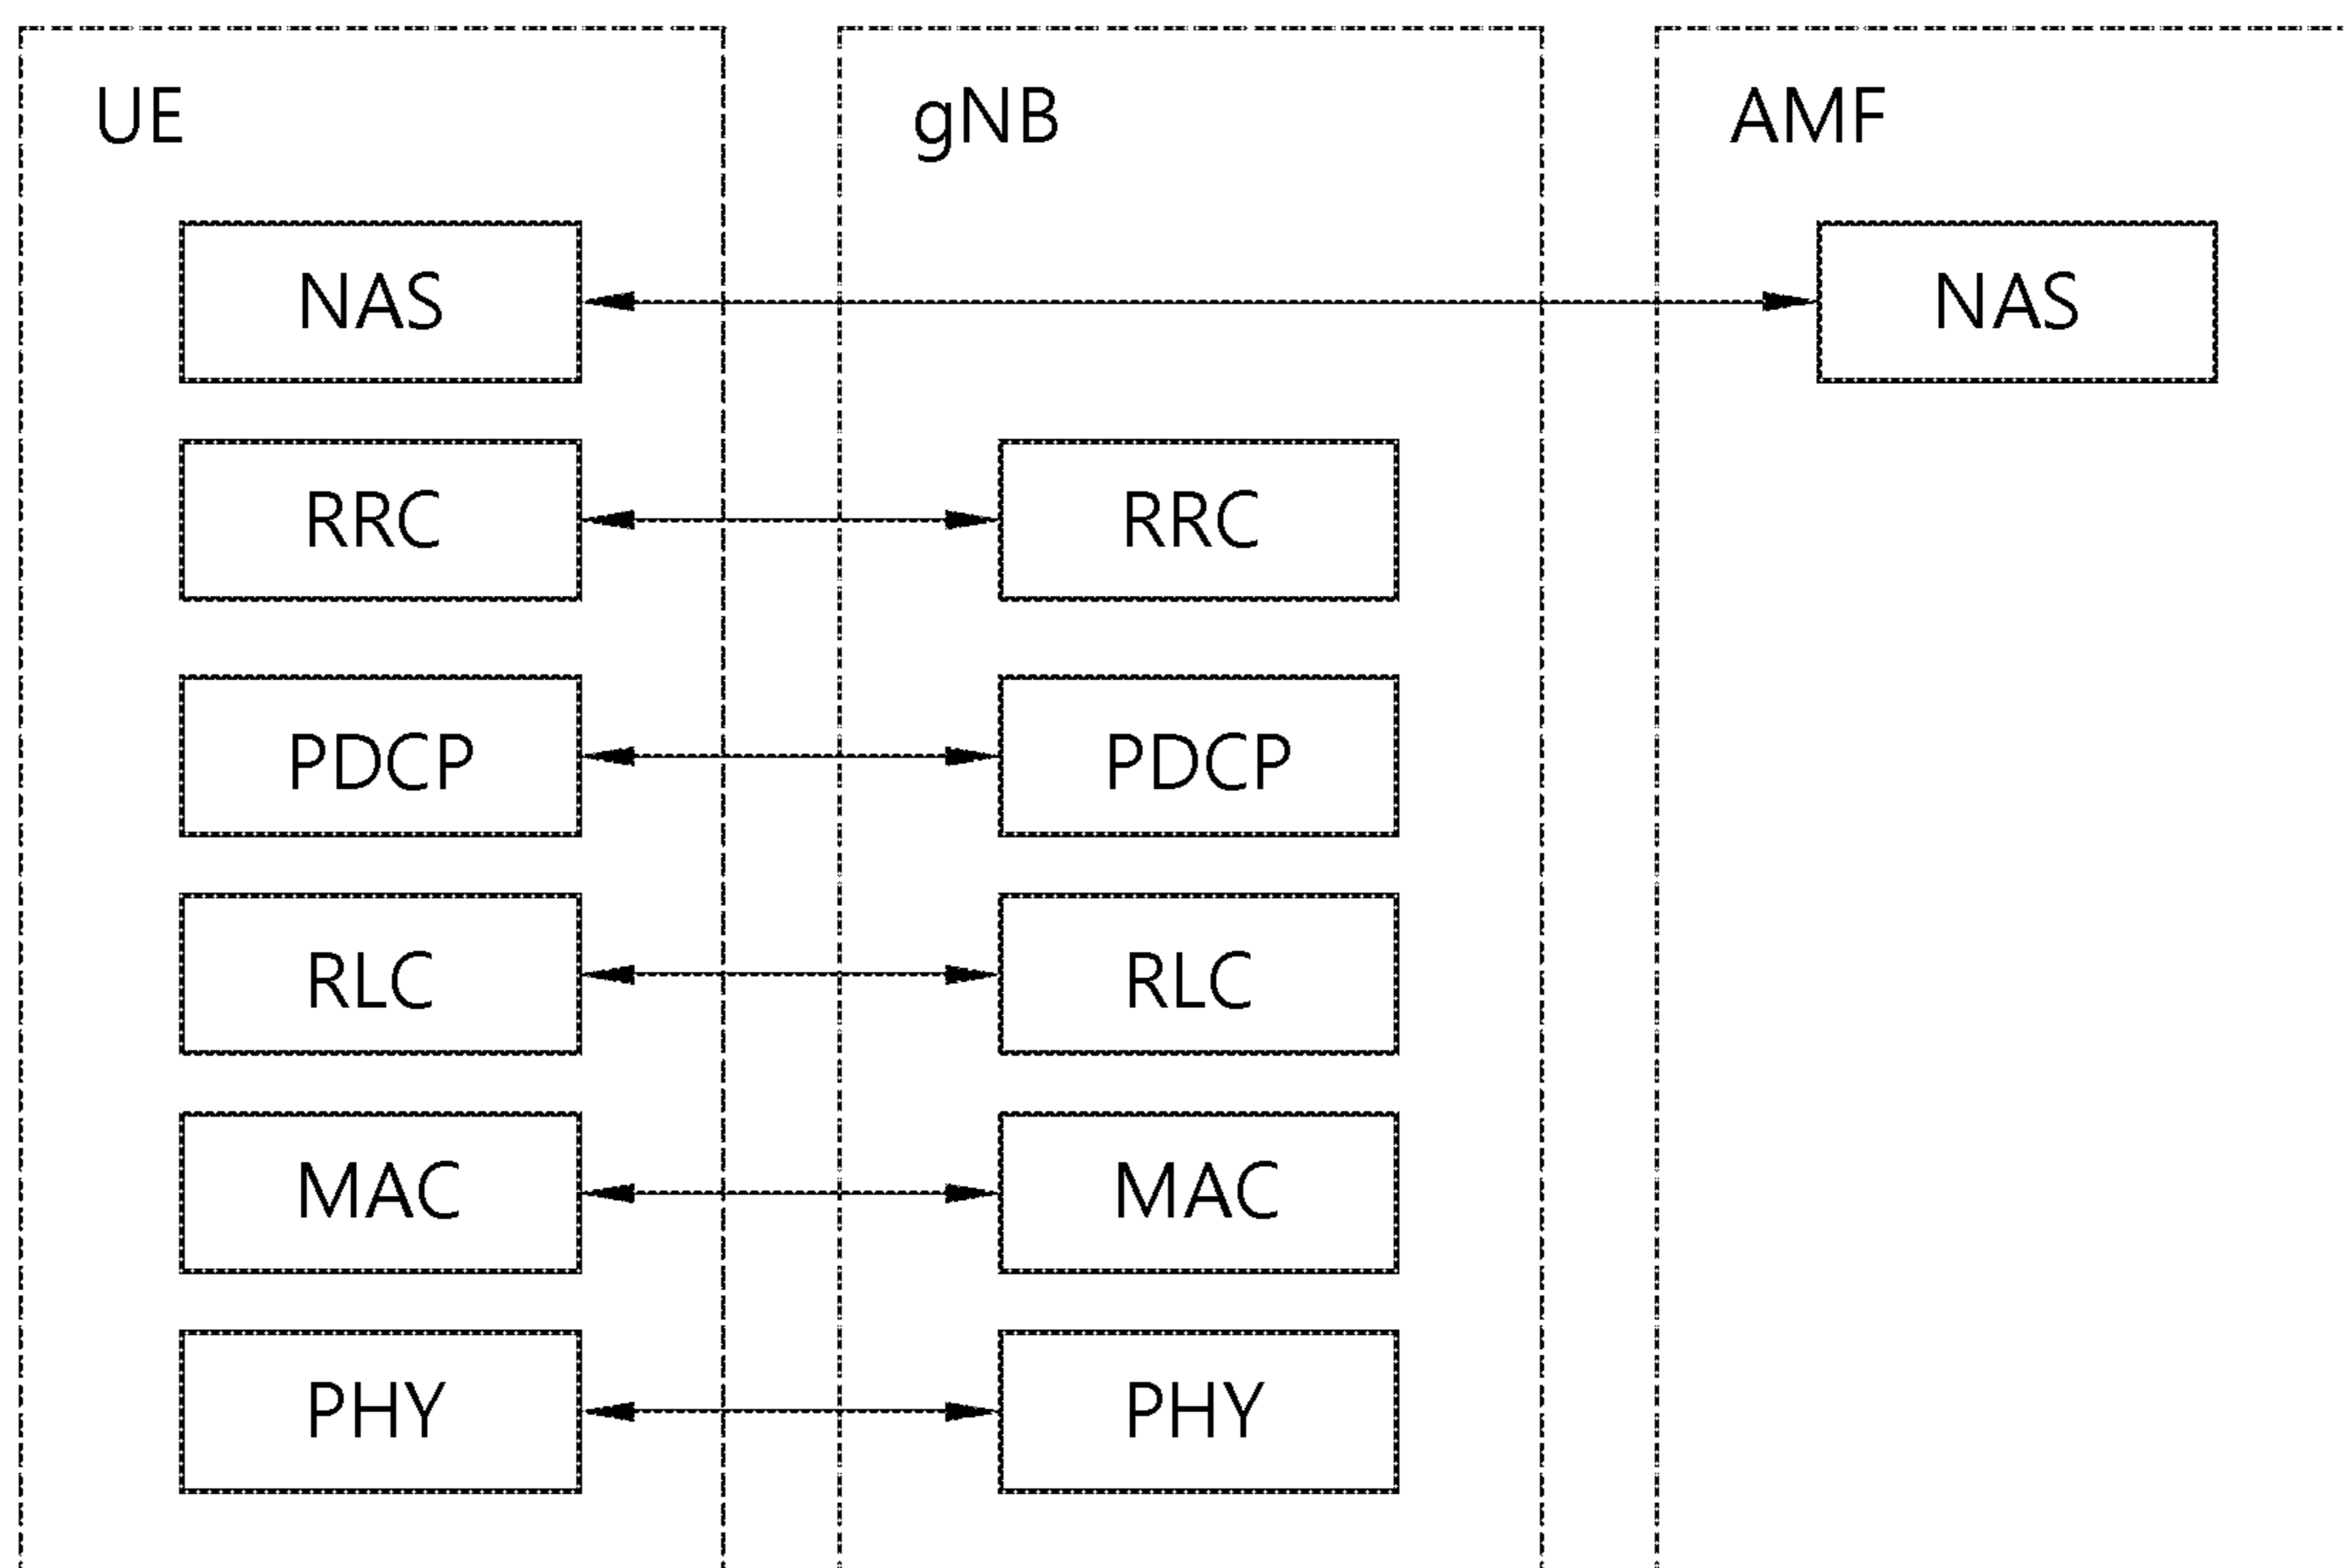 UE gNB AMF
NAS NAS
RRC RRC
PDCP PDCP
RLC RLC
MAC MAC
PHY PHY